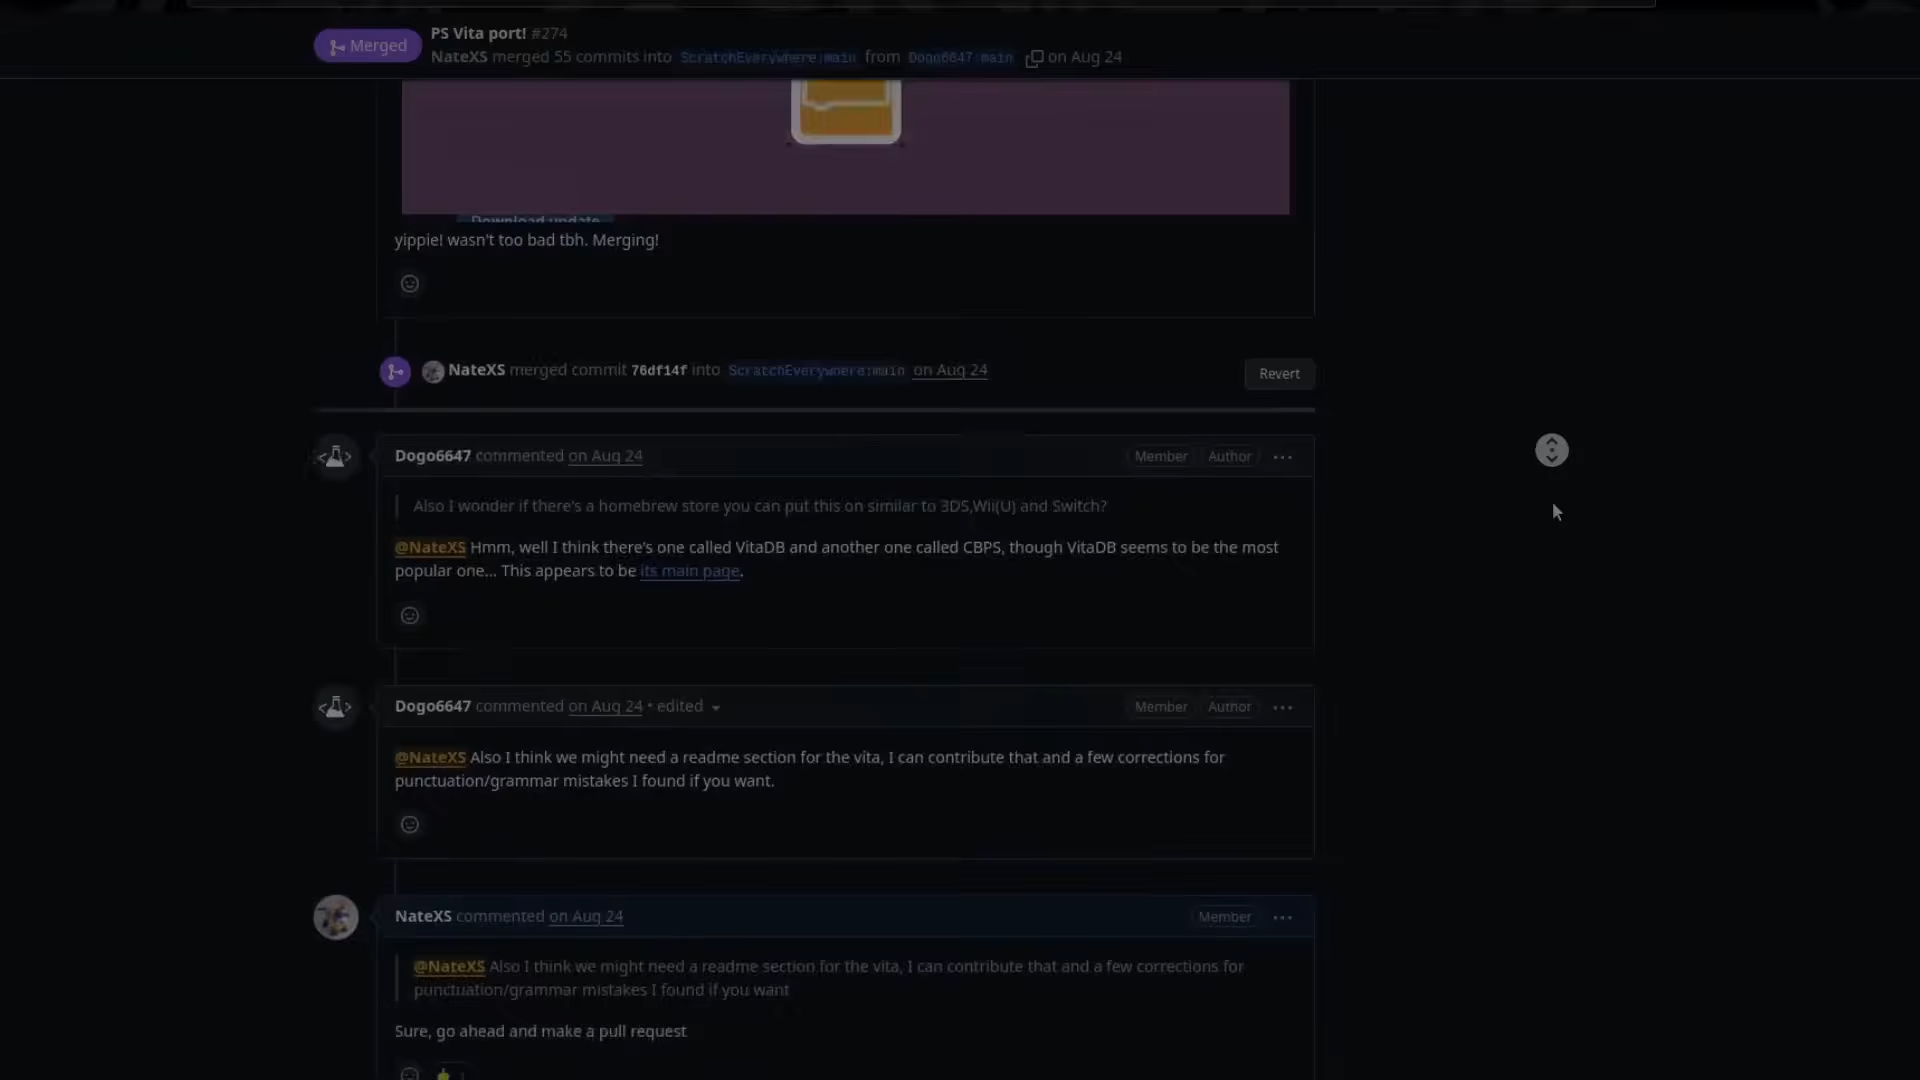 Merged
PS Vita port! #274
NateXS merged 55 commits into ScratchEverywhere:main from Dogo6647:main on Aug 24
Download update
yippie! wasn't too bad tbh. Merging!
NateXS merged commit 76df14f into ScratchEverywhere:main on Aug 24
Revert
Dogo6647 commented on Aug 24
Member Author
Also I wonder if there's a homebrew store you can put this on similar to 3DS,Wii(U) and Switch?
@NateXS Hmm, well I think there's one called VitaDB and another one called CBPS, though VitaDB seems to be the most
popular one... This appears to be its main page.
Dogo6647 commented on Aug 24 • edited
Member Author
@NateXS Also I think we might need a readme section for the vita, I can contribute that and a few corrections for
punctuation/grammar mistakes I found if you want.
NateXS commented on Aug 24
Member
@NateXS Also I think we might need a readme section for the vita, I can contribute that and a few corrections for
punctuation/grammar mistakes I found if you want
Sure, go ahead and make a pull request